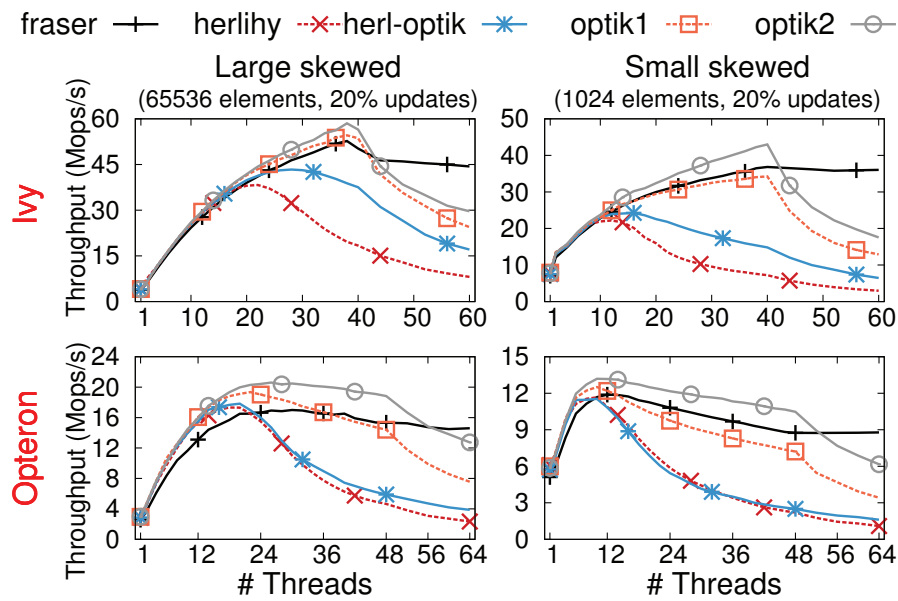 fraser herlihy herl-optik optik1 optik2
Large skewed
(65536 elements, 20% updates)
Small skewed
(1024 elements, 20% updates)
Ivy
Throughput (Mops/s)
60
45
30
15
0
1 10 20 30 40 50 60
50
40
30
20
10
0
1 10 20 30 40 50 60
Opteron
Throughput (Mops/s)
24
20
16
12
8
4
0
1 12 24 36 48 56 64
# Threads
15
12
9
6
3
0
1 12 24 36 48 56 64
# Threads